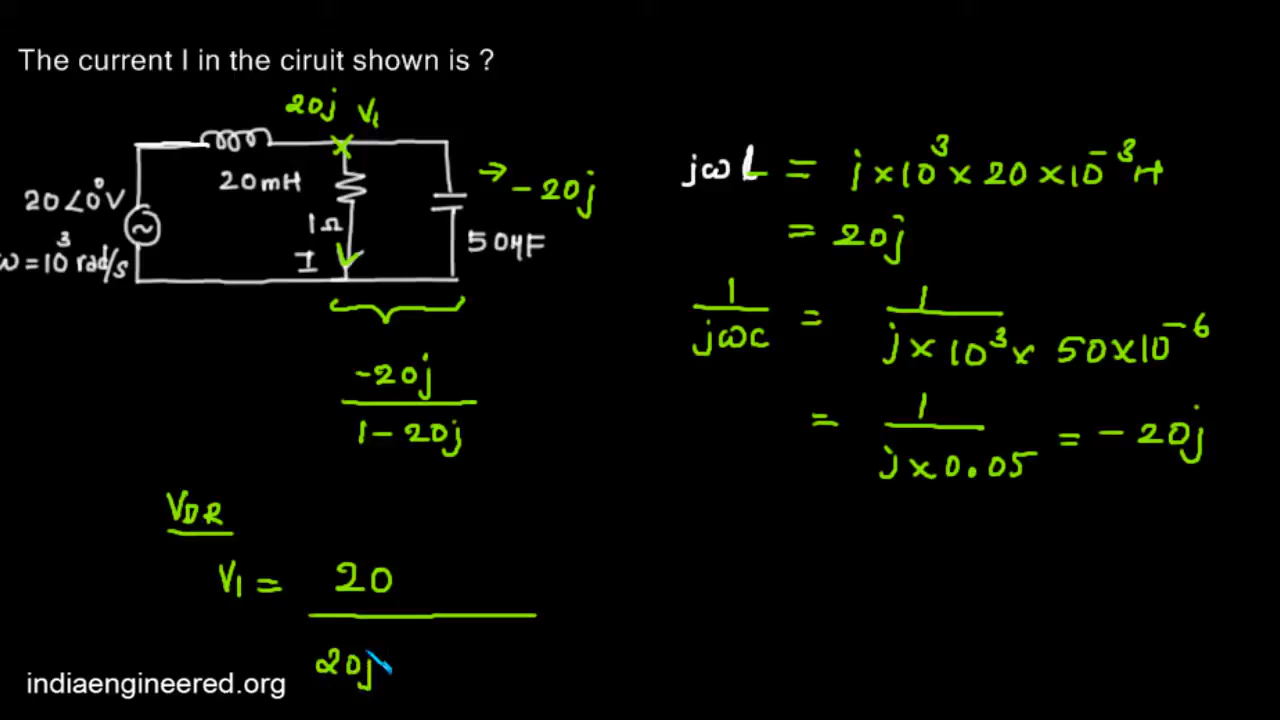 The current I in the ciruit shown is ?
20j V₁
20mH
20∠0°V
ω = 10³ rad/s
1Ω
I
50μF
→ -20j
-20j
1 - 20j
VDR
V₁ = 20
20j
jωL = j × 10³ × 20 × 10⁻³ H
= 20j
1
jωc
=
1
j × 10³ × 50 × 10⁻⁶
=
1
j × 0.05
= -20j
indiaengineered.org